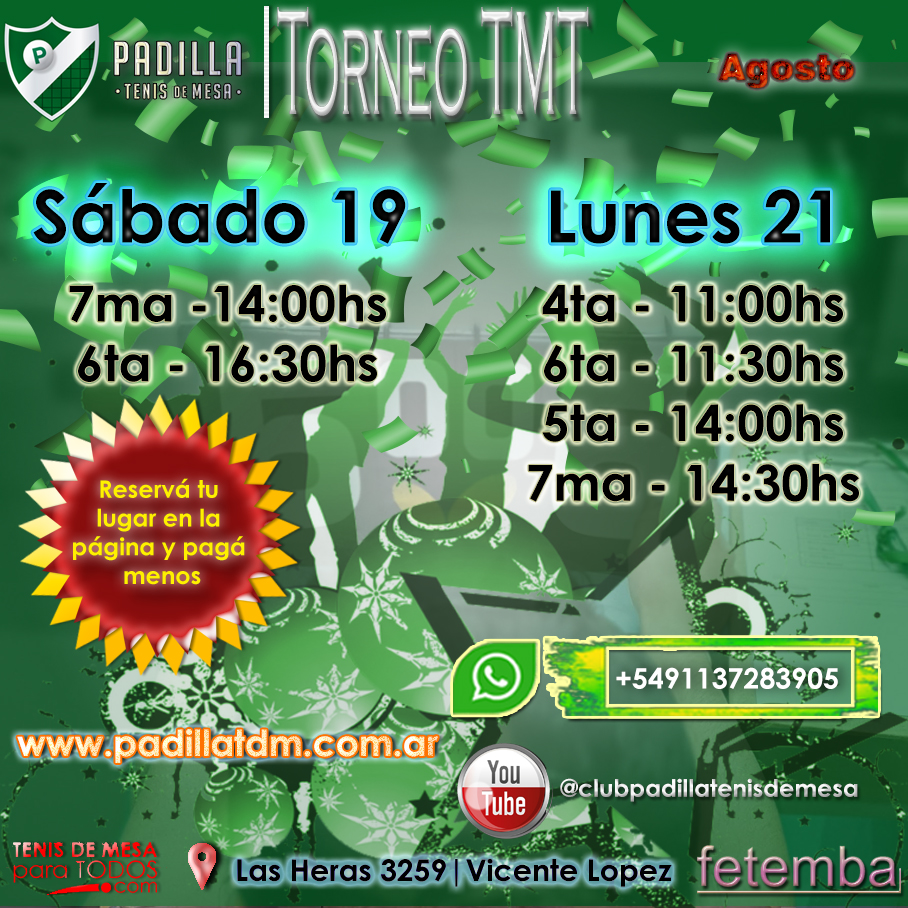 P
PADILLA
• TENIS DE MESA •
TORNEO TMT
Agosto
Sábado 19
7ma -14:00hs
6ta - 16:30hs
Lunes 21
4ta - 11:00hs
6ta - 11:30hs
5ta - 14:00hs
7ma - 14:30hs
Reservá tu
lugar en la
página y pagá
menos
+5491137283905
www.padillatdm.com.ar
You
Tube
@clubpadillatenisdemesa
TENIS DE MESA
para TODOS
.com
Las Heras 3259|Vicente Lopez
fetemba